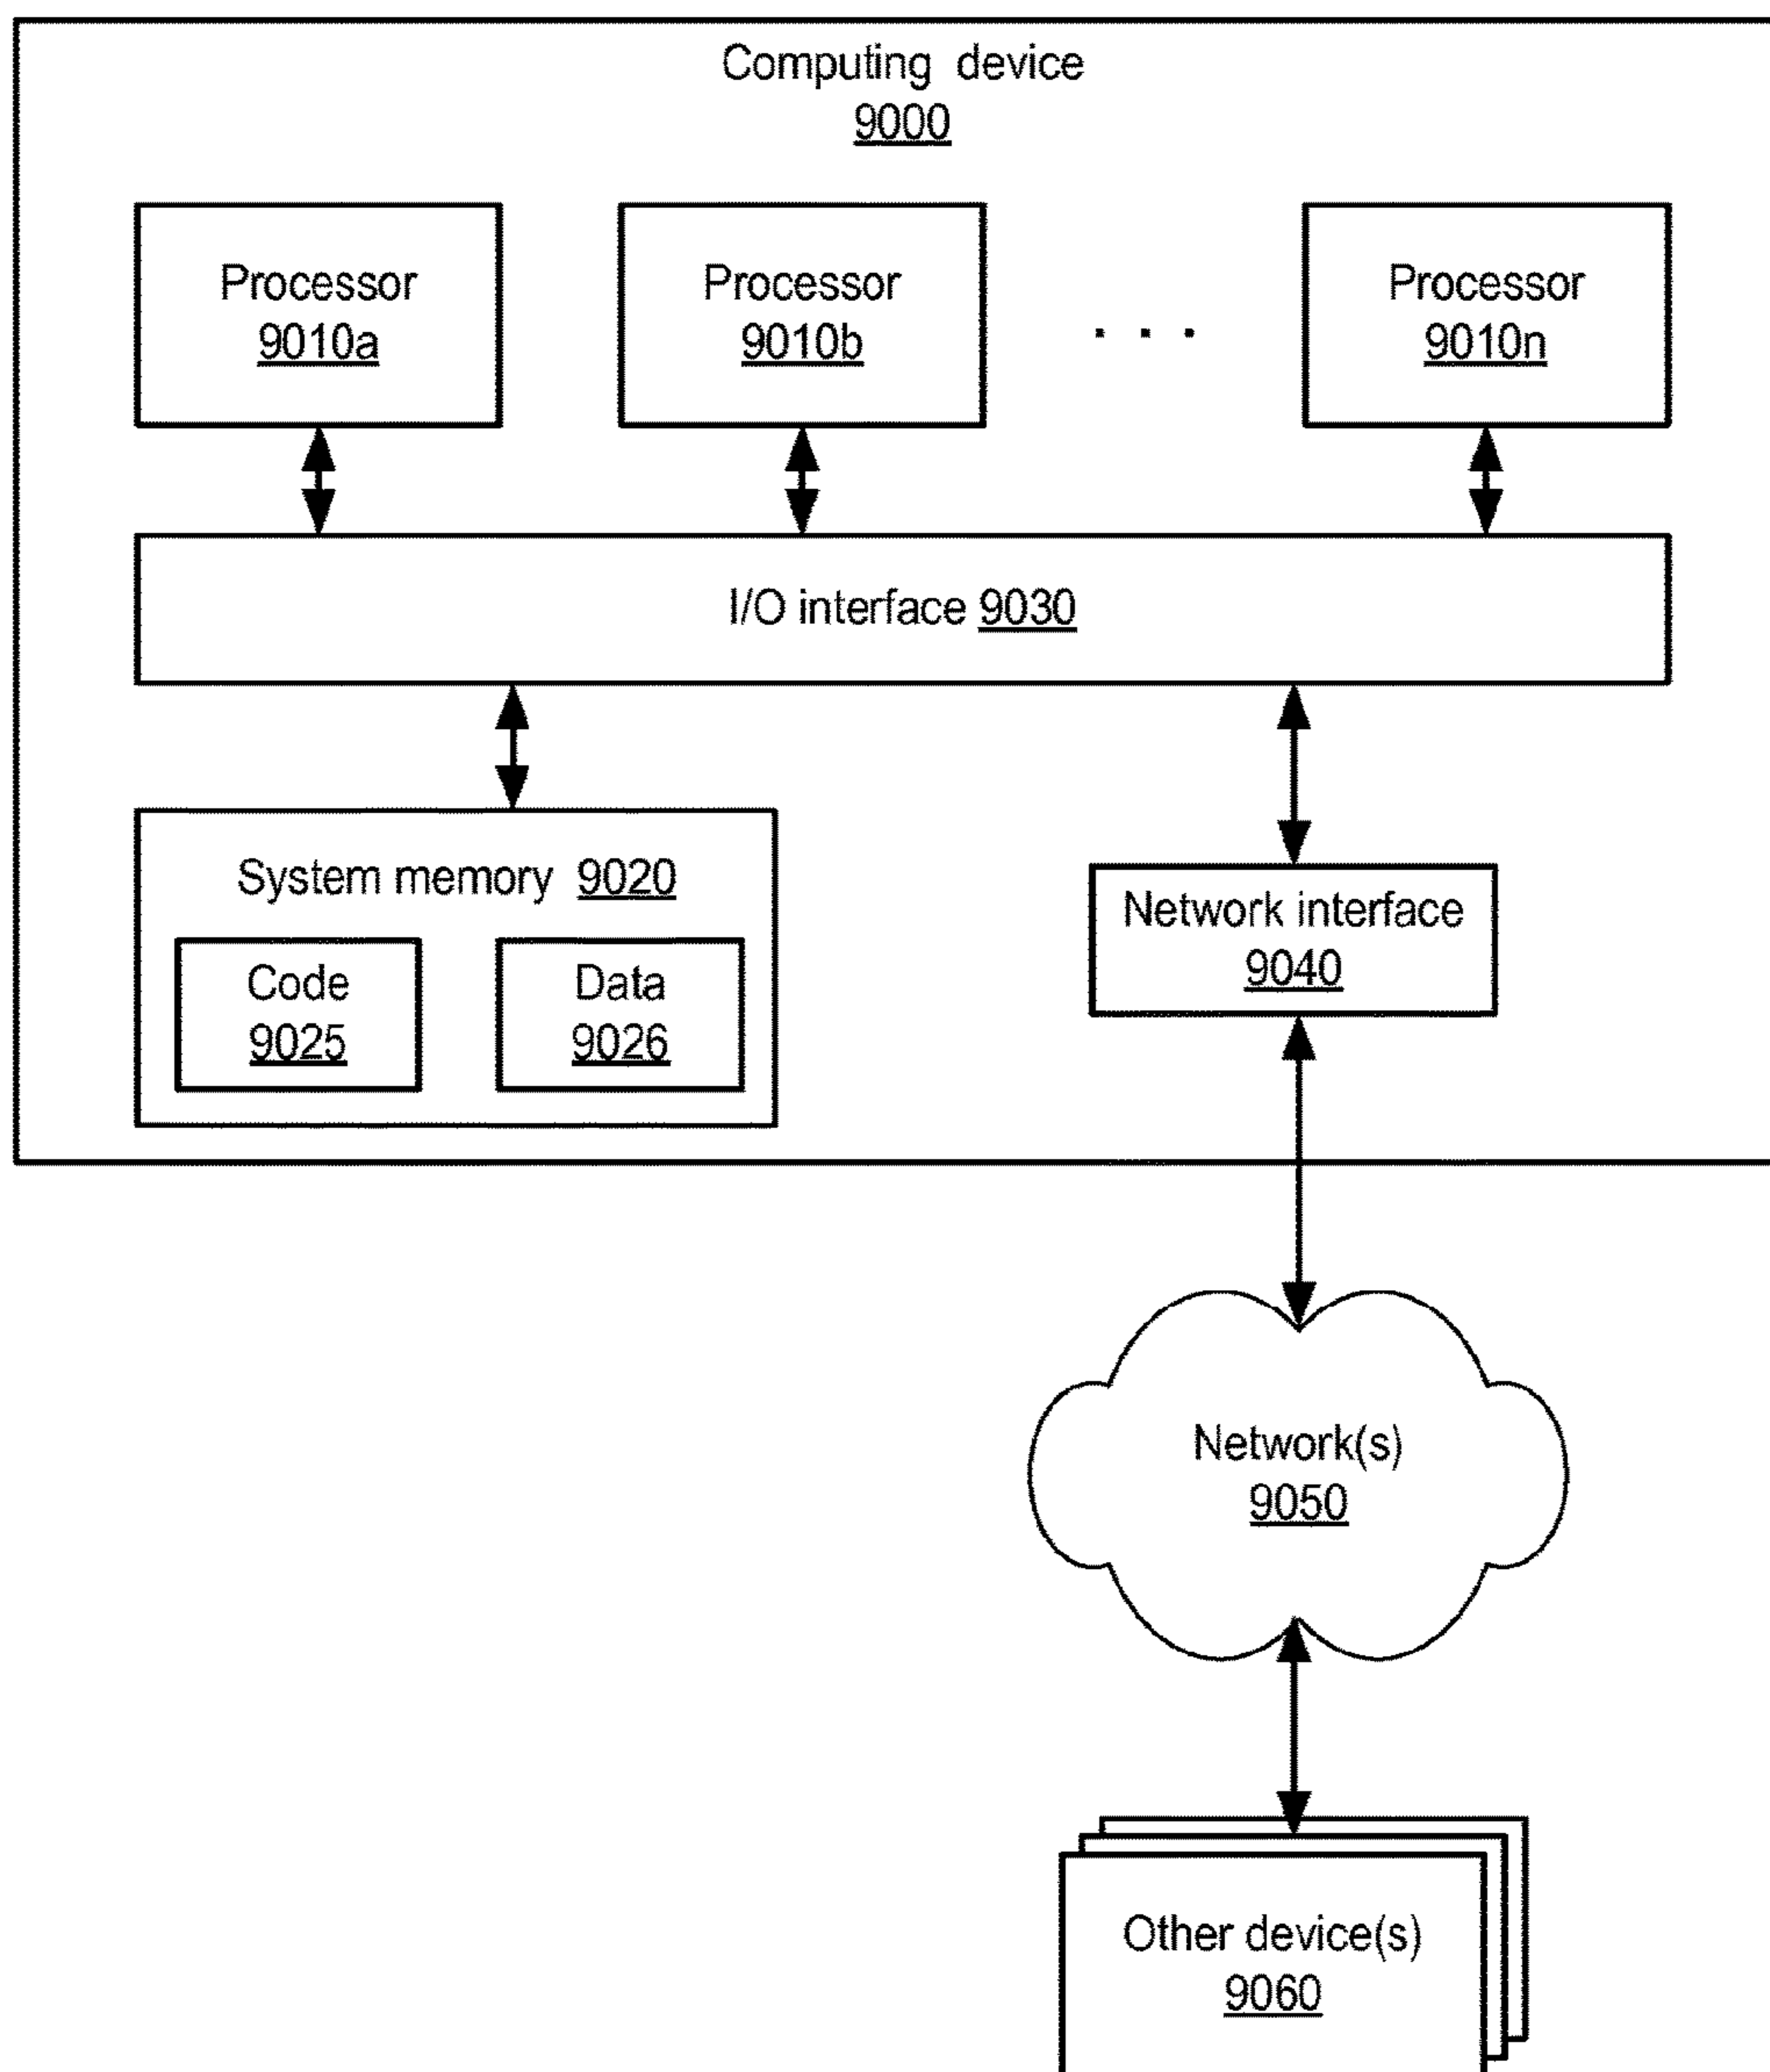 Computing device
9000
Processor
9010a
Processor
9010b
. . .
Processor
9010n
I/O interface 9030
System memory 9020
Code
9025
Data
9026
Network interface
9040
Network(s)
9050
Other device(s)
9060